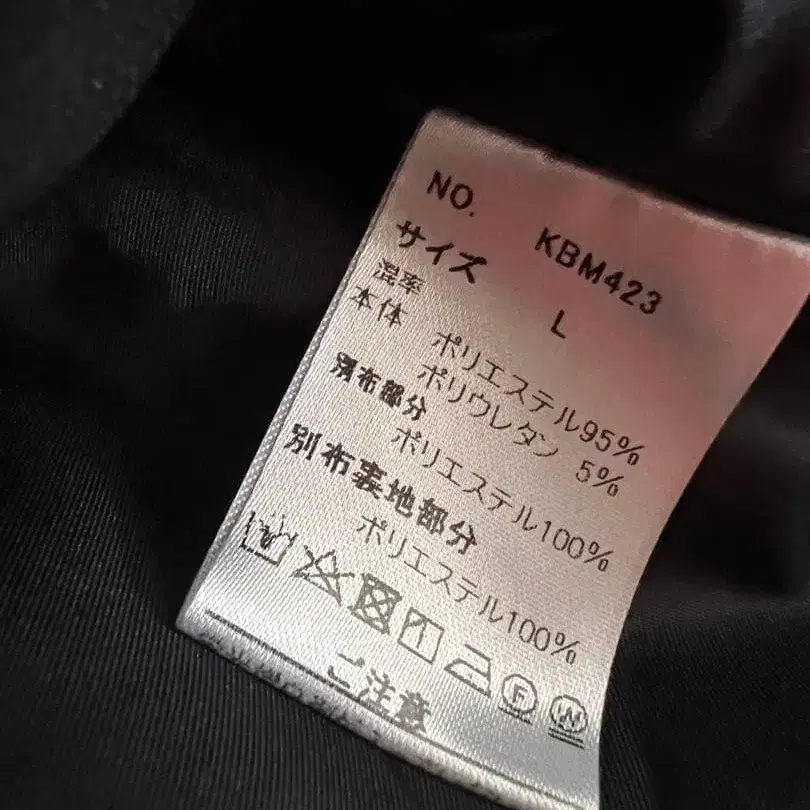 NO. KBM423
サイズ L
混率
本体 ポリエステル95%
ポリウレタン 5%
別布部分
ポリエステル100%
別布裏地部分
ポリエステル100%
F W
ご注意